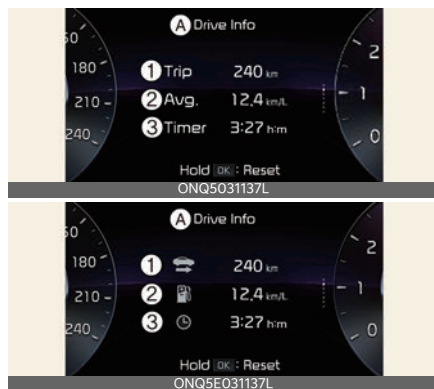 Ⓐ Drive Info
2
180
① Trip 240 km
210
② Avg. 12.4 km/L
1
③ Timer 3:27 h:m
240
0
Hold OK : Reset
ONQ5031137L
Ⓐ Drive Info
2
180
① 240 km
210
② 12.4 km/L
1
③ 3:27 h:m
240
0
Hold OK : Reset
ONQ5E031137L